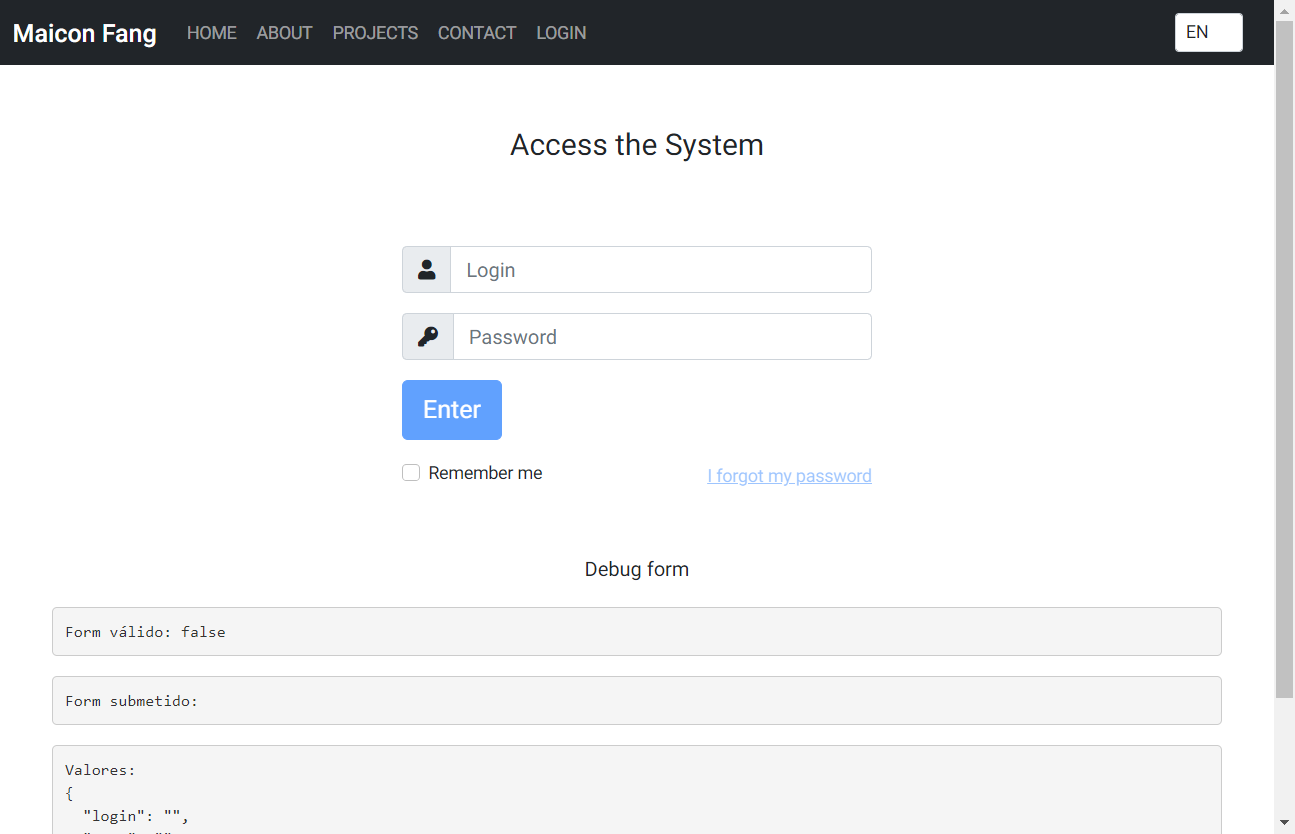 Maicon Fang HOME ABOUT PROJECTS CONTACT LOGIN EN
Access the System
Login
Password
Enter
Remember me I forgot my password
Debug form
Form válido: false
Form submetido:
Valores:
{
"login": "",